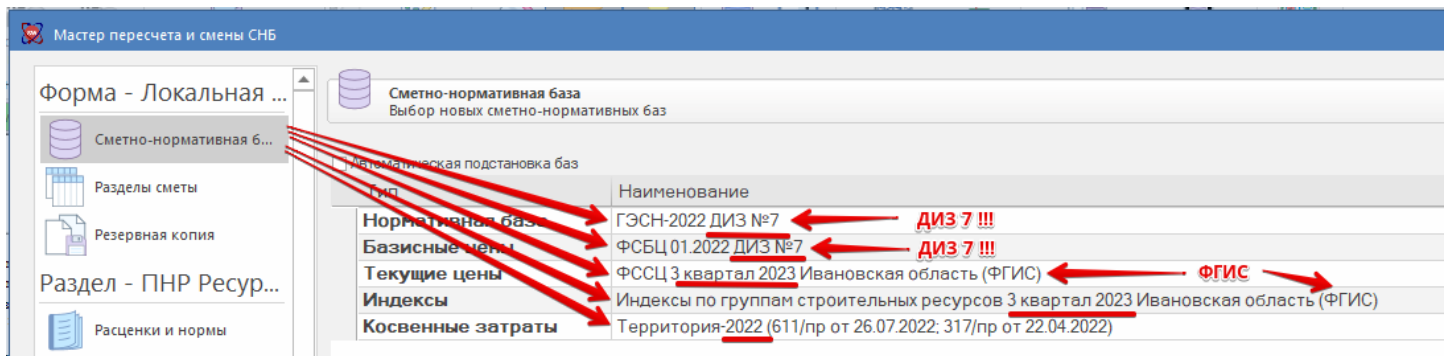 Мастер пересчета и смены СНБ
Форма - Локальная ...
Сметно-нормативная б...
Разделы сметы
Резервная копия
Раздел - ПНР Ресур...
Расценки и нормы
Сметно-нормативная база
Выбор новых сметно-нормативных баз
Автоматическая подстановка баз
Тип Наименование
Нормативная база ГЭСН-2022 ДИЗ №7 ДИЗ 7 !!!
Базисные цены ФСБЦ 01.2022 ДИЗ №7 ДИЗ 7 !!!
Текущие цены ФССЦ 3 квартал 2023 Ивановская область (ФГИС) ФГИС
Индексы Индексы по группам строительных ресурсов 3 квартал 2023 Ивановская область (ФГИС)
Косвенные затраты Территория-2022 (611/пр от 26.07.2022; 317/пр от 22.04.2022)